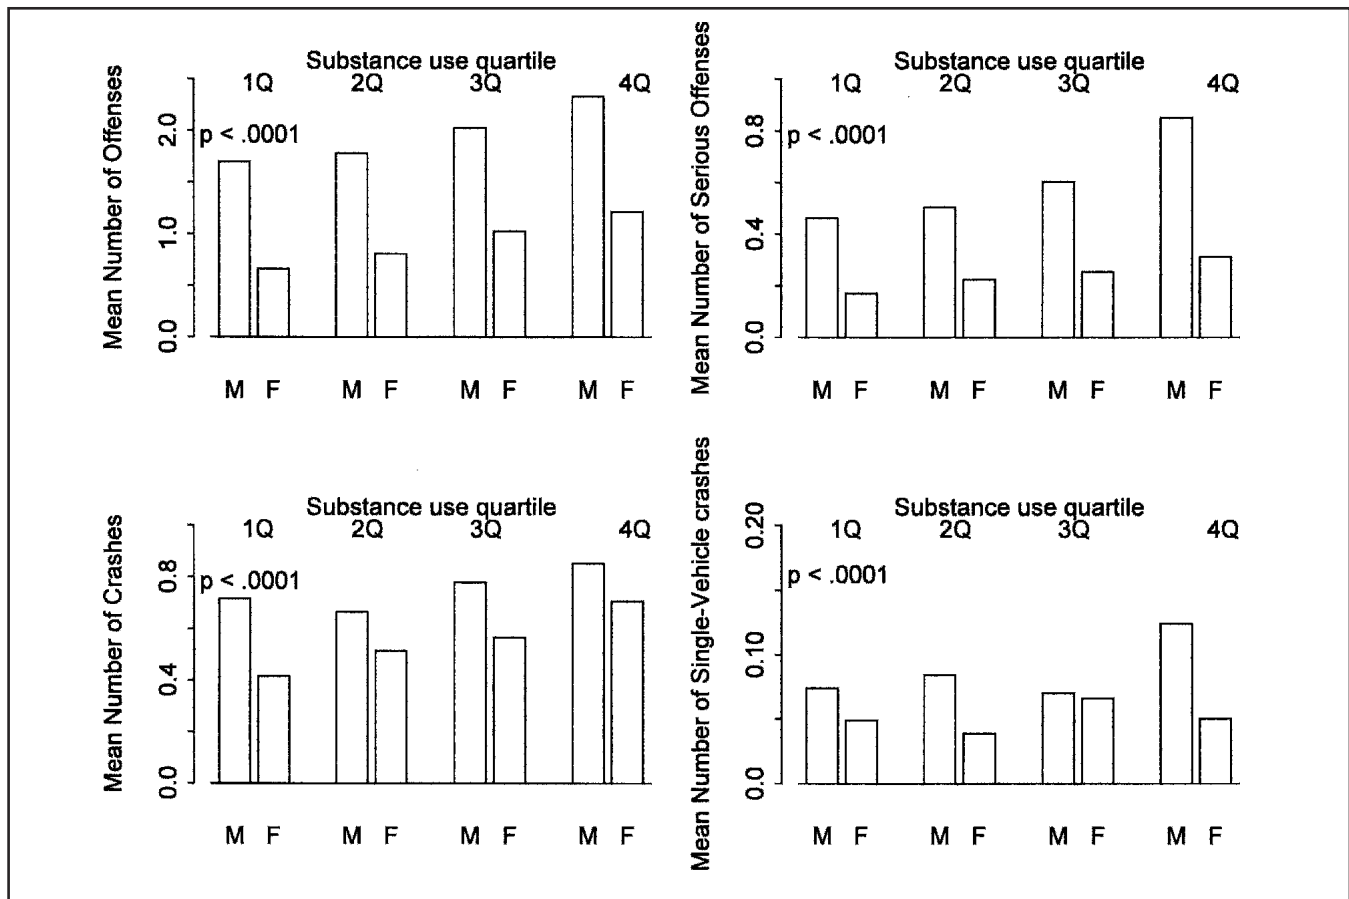 Substance use quartile
1Q 2Q 3Q 4Q
p < .0001
Mean Number of Offenses
2.0
1.0
0.0
M F M F M F M F
Substance use quartile
1Q 2Q 3Q 4Q
p < .0001
Mean Number of Serious Offenses
0.8
0.4
0.0
M F M F M F M F
Substance use quartile
1Q 2Q 3Q 4Q
p < .0001
Mean Number of Crashes
0.8
0.4
0.0
M F M F M F M F
Substance use quartile
1Q 2Q 3Q 4Q
p < .0001
Mean Number of Single-Vehicle crashes
0.20
0.10
0.0
M F M F M F M F